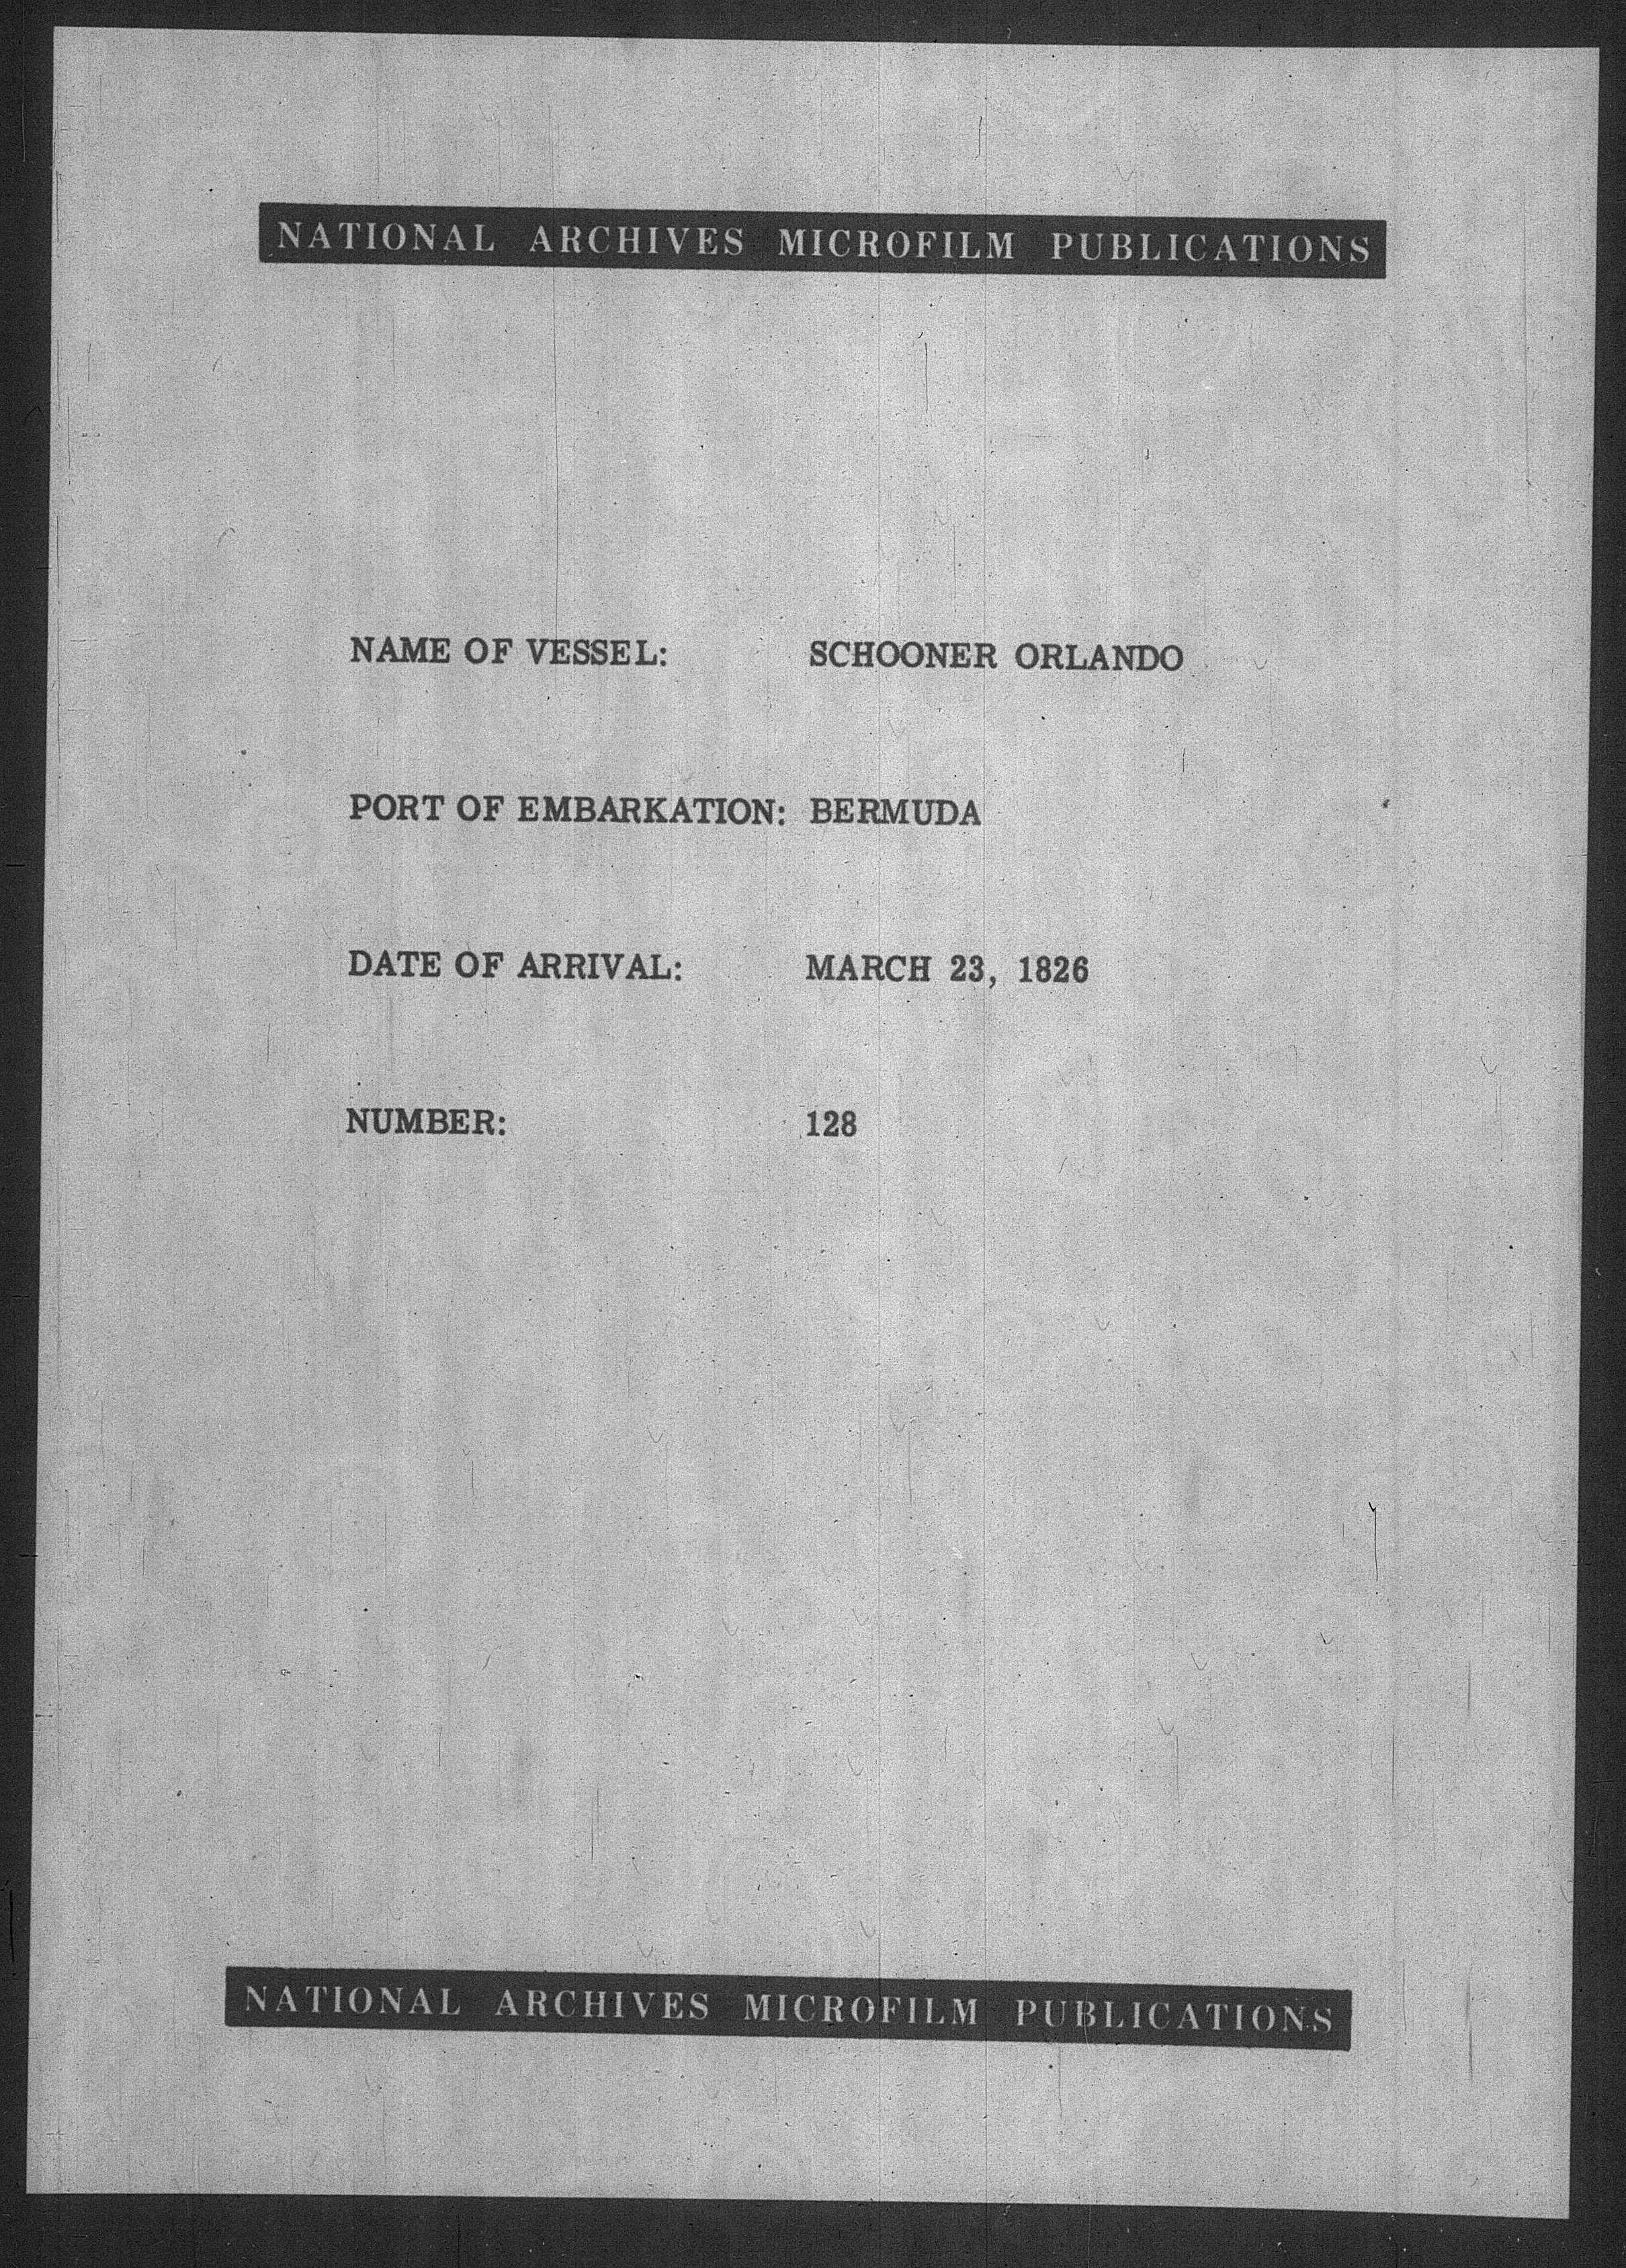 NATIONAL ARCHIVES MICROFILM PUBLICATIONS
NAME OF VESSEL: SCHOONER ORLANDO
PORT OF EMBARKATION: BERMUDA
DATE OF ARRIVAL: MARCH 23, 1826
NUMBER: 128
NATIONAL ARCHIVES MICROFILM PUBLICATIONS